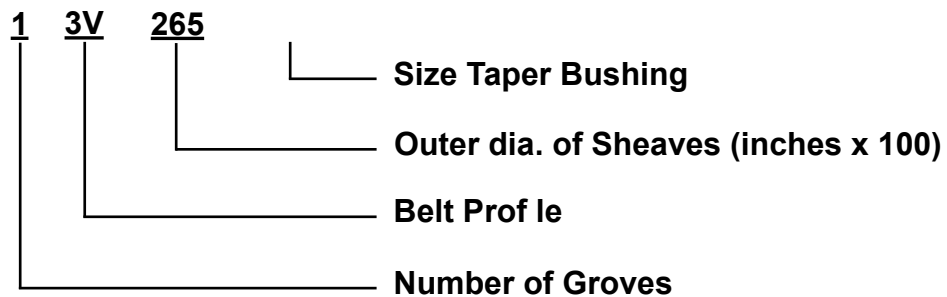 1 3V 265
Size Taper Bushing
Outer dia. of Sheaves (inches x 100)
Belt Prof le
Number of Groves